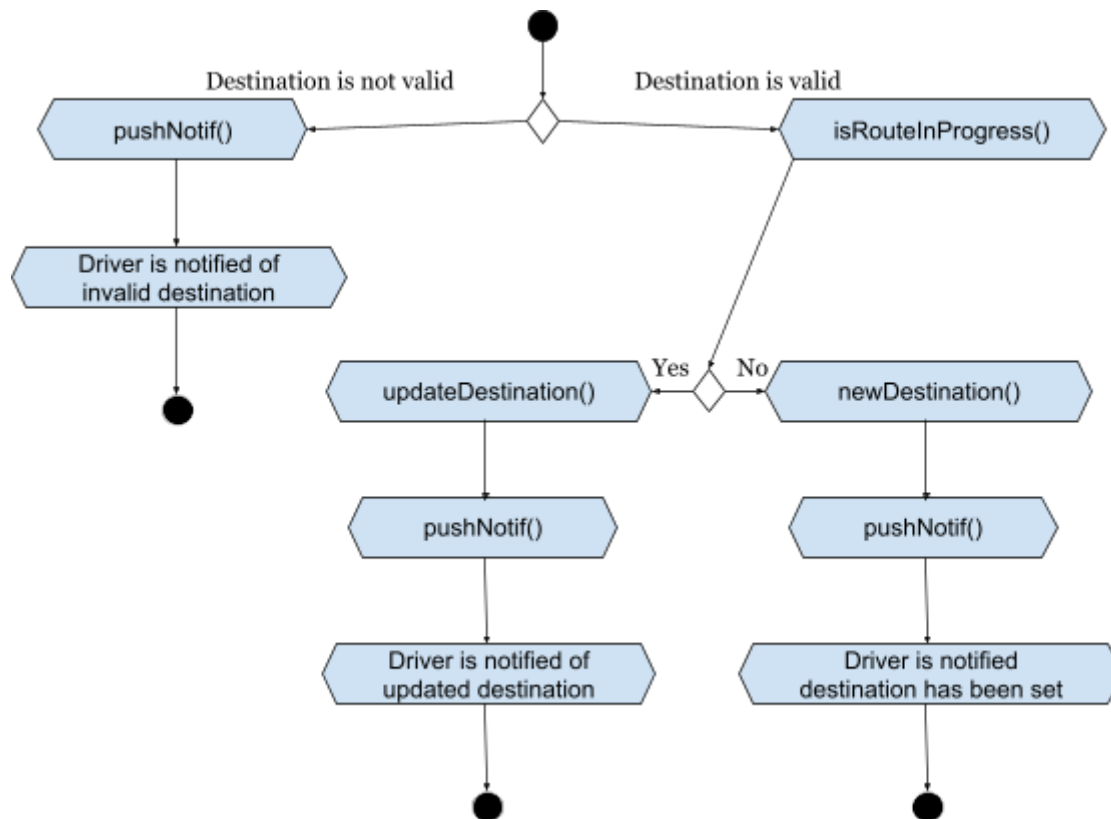 Destination is not valid
Destination is valid
pushNotif()
isRouteInProgress()
Driver is notified of
invalid destination
Yes
No
updateDestination()
newDestination()
pushNotif()
pushNotif()
Driver is notified of
updated destination
Driver is notified
destination has been set